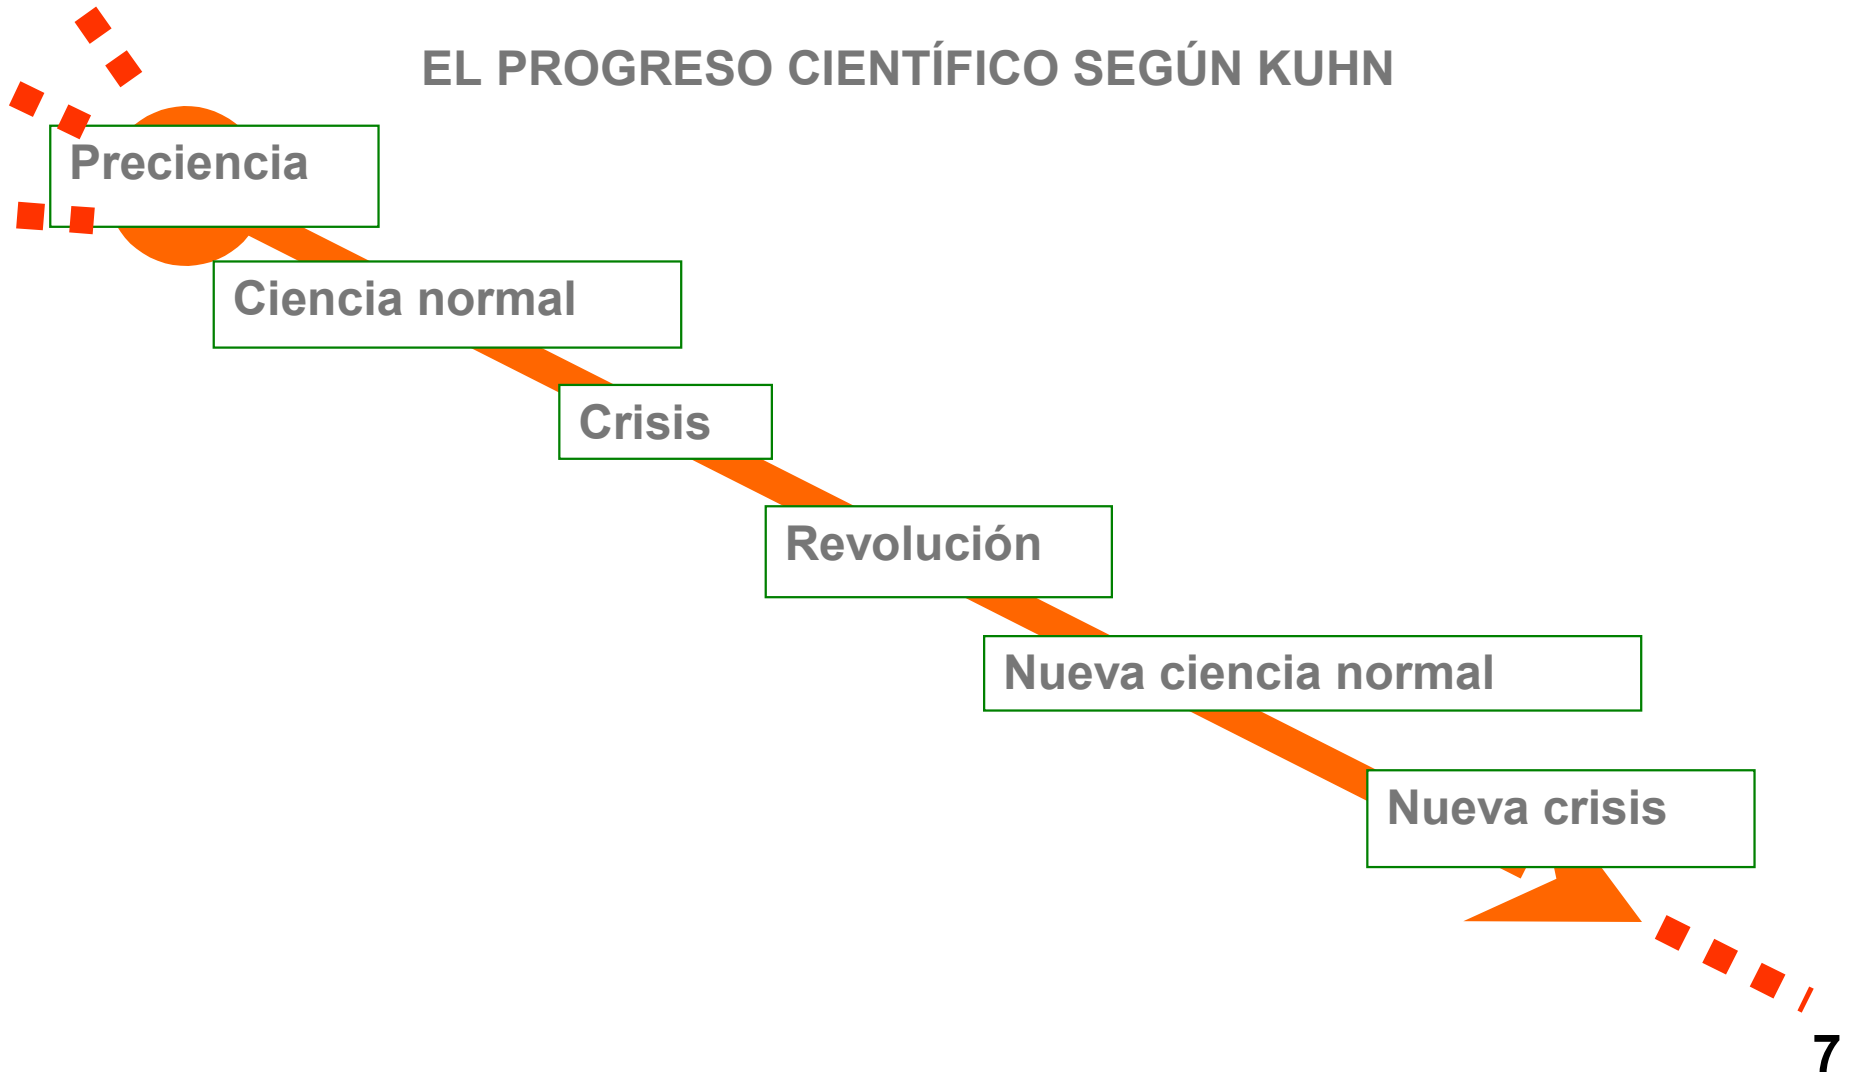 EL PROGRESO CIENTÍFICO SEGÚN KUHN
Preciencia
Ciencia normal
Crisis
Revolución
Nueva ciencia normal
Nueva crisis
7